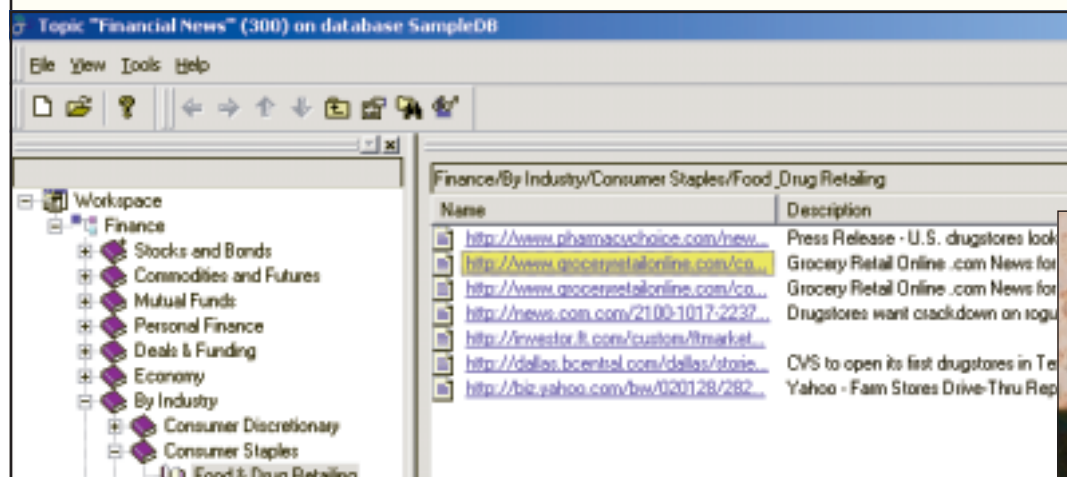 Topic "Financial News" (300) on database SampleDB
File View Tools Help
Workspace
Finance
Stocks and Bonds
Commodities and Futures
Mutual Funds
Personal Finance
Deals & Funding
Economy
By Industry
Consumer Discretionary
Consumer Staples
Food & Drug Retailing
Finance/By Industry/Consumer Staples/Food_Drug Retailing
Name Description
http://www.pharmacychoice.com/new... Press Release - U.S. drugstores look
http://www.groceryretailonline.com/co... Grocery Retail Online .com News for
http://www.groceryretailonline.com/co... Grocery Retail Online .com News for
http://news.com.com/2100-1017-2237... Drugstores want crackdown on rogu
http://investor.ft.com/custom/ftmarket...
http://dallas.bcentral.com/dallas/storie... CVS to open its first drugstores in Te
http://biz.yahoo.com/bw/020128/282... Yahoo - Farm Stores Drive-Thru Rep